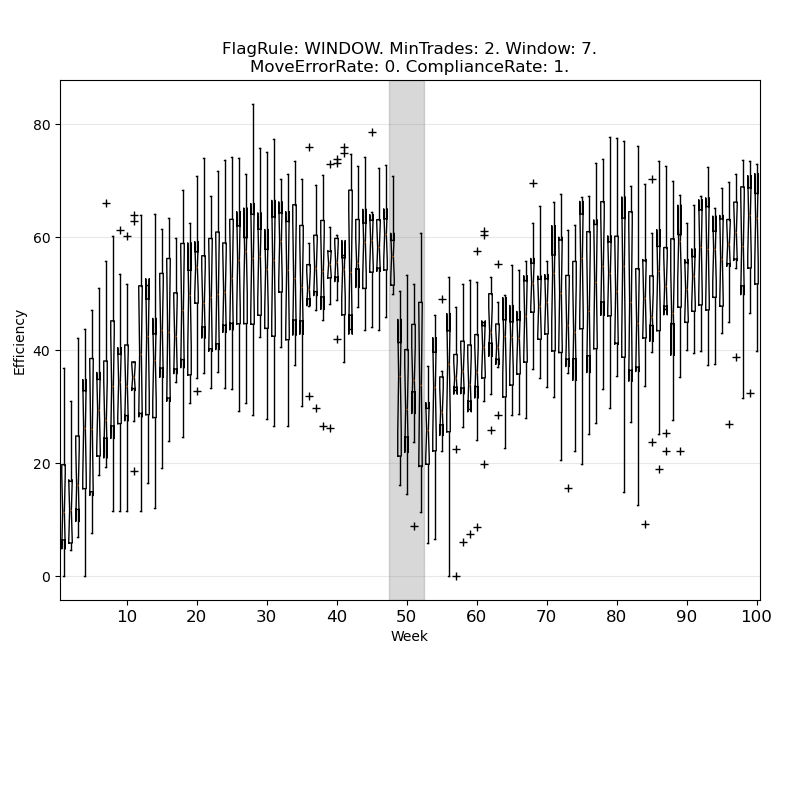 FlagRule: WINDOW. MinTrades: 2. Window: 7.
MoveErrorRate: 0. ComplianceRate: 1.
80
60
40
20
0
Efficiency
10 20 30 40 50 60 70 80 90 100
Week